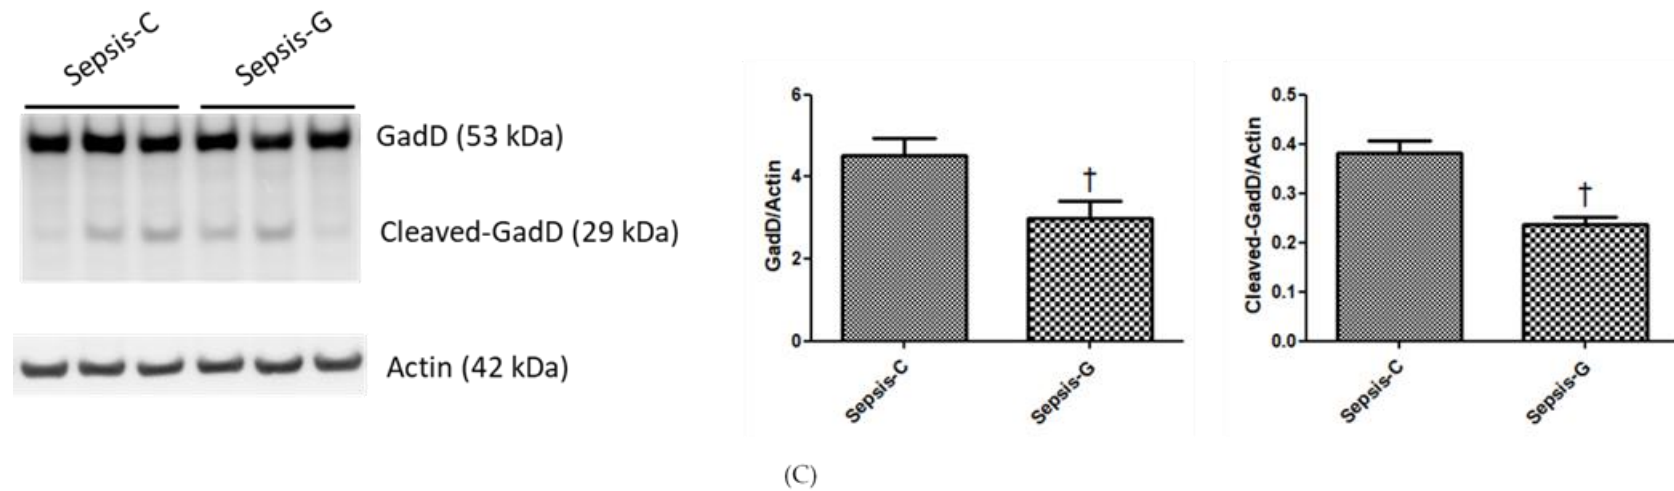 Sepsis-C
Sepsis-G
GadD (53 kDa)
Cleaved-GadD (29 kDa)
Actin (42 kDa)
GadD/Actin
6
4
2
0
†
Sepsis-C
Sepsis-G
Cleaved-GadD/Actin
0.5
0.4
0.3
0.2
0.1
0.0
†
Sepsis-C
Sepsis-G
(C)